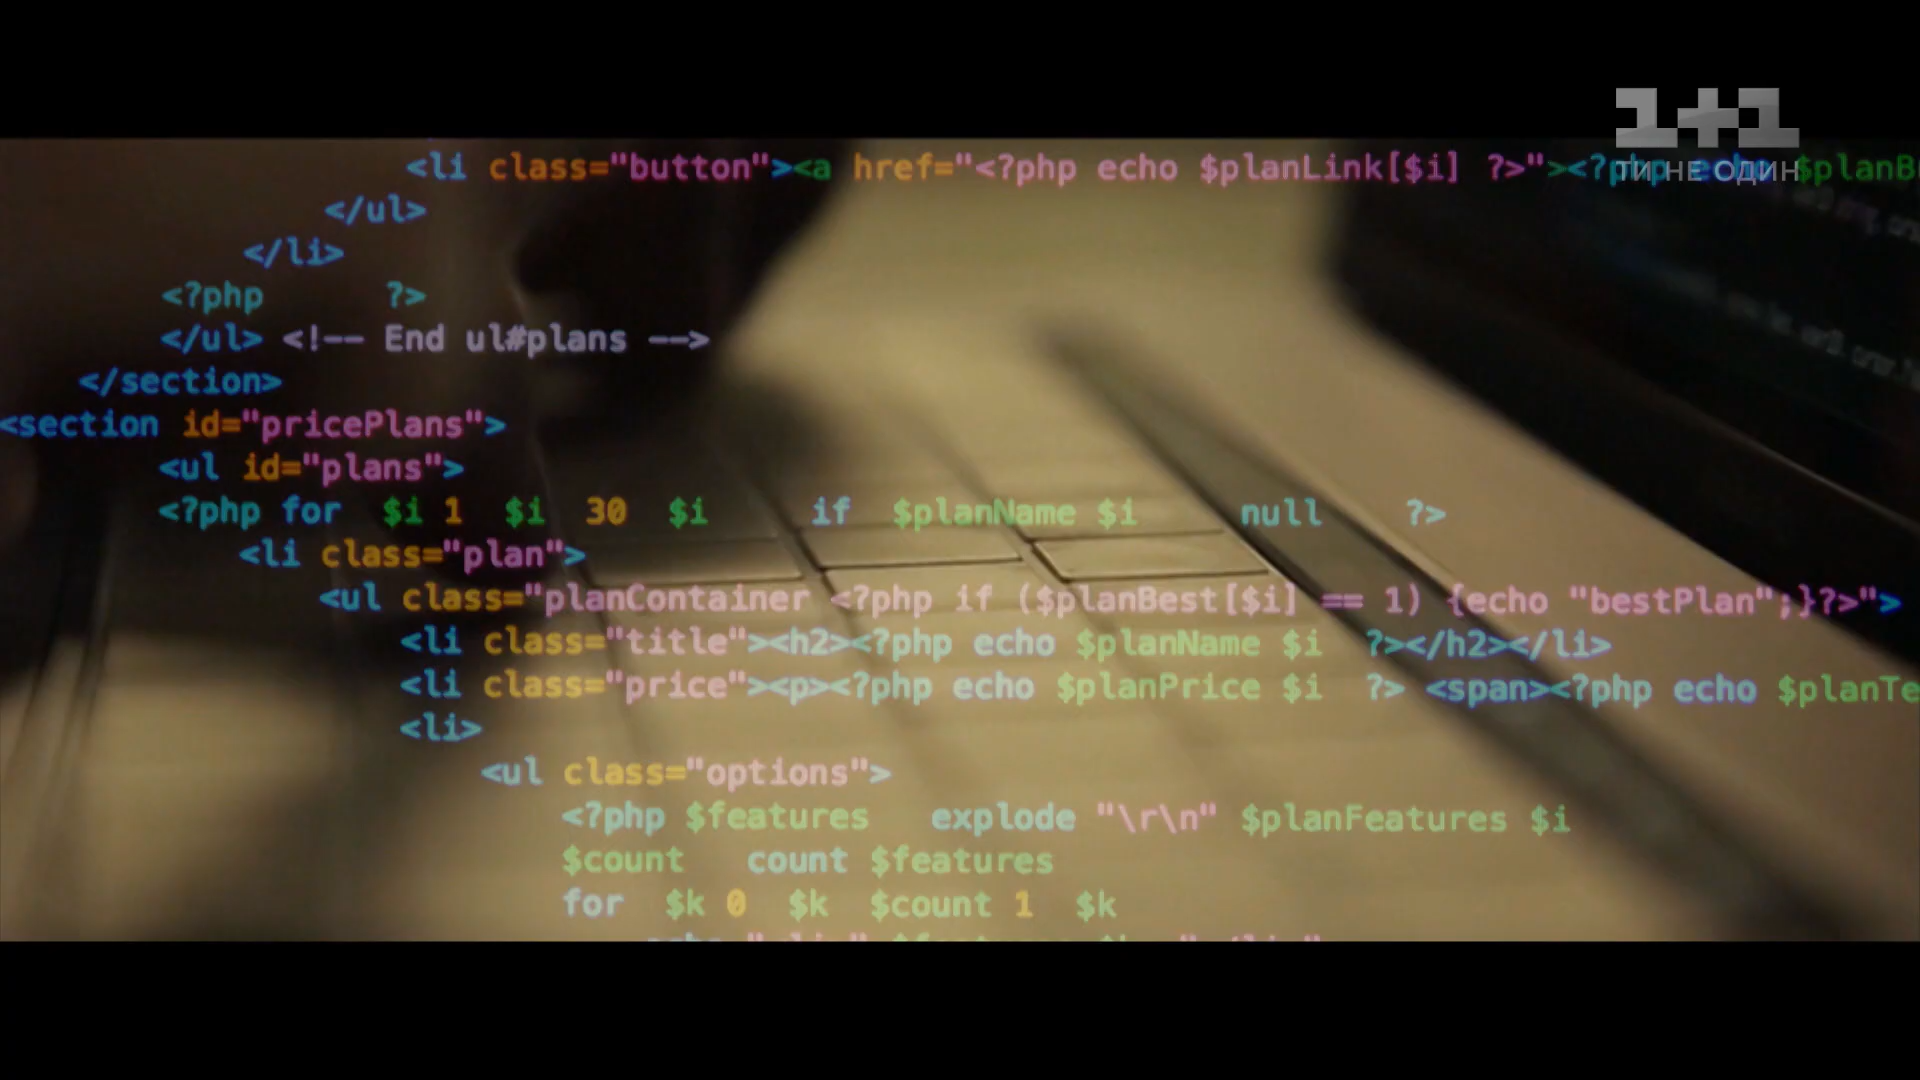 1+1
ТИ НЕ ОДИН
<li class="button"><a href="<?php echo $planLink[$i] ?>"><?php echo $planB
</ul>
</li>
<?php ?>
</ul> <!-- End ul#plans -->
</section>
<section id="pricePlans">
<ul id="plans">
<?php for $i 1 $i 30 $i if $planName $i null ?>
<li class="plan">
<ul class="planContainer <?php if ($planBest[$i] == 1) {echo "bestPlan";}?>">
<li class="title"><h2><?php echo $planName $i ?></h2></li>
<li class="price"><p><?php echo $planPrice $i ?> <span><?php echo $planTe
<li>
<ul class="options">
<?php $features explode "\r\n" $planFeatures $i
$count count $features
for $k 0 $k $count 1 $k